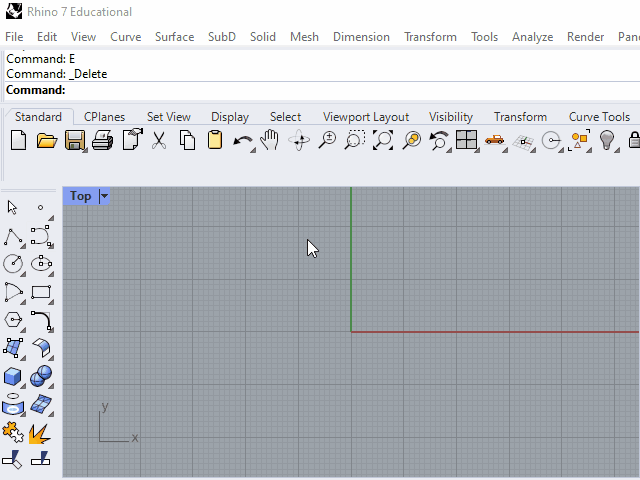 Rhino 7 Educational
File Edit View Curve Surface SubD Solid Mesh Dimension Transform Tools Analyze Render Pane
Command: E
Command: _Delete
Command:
Standard CPlanes Set View Display Select Viewport Layout Visibility Transform Curve Tools
Top
y
x